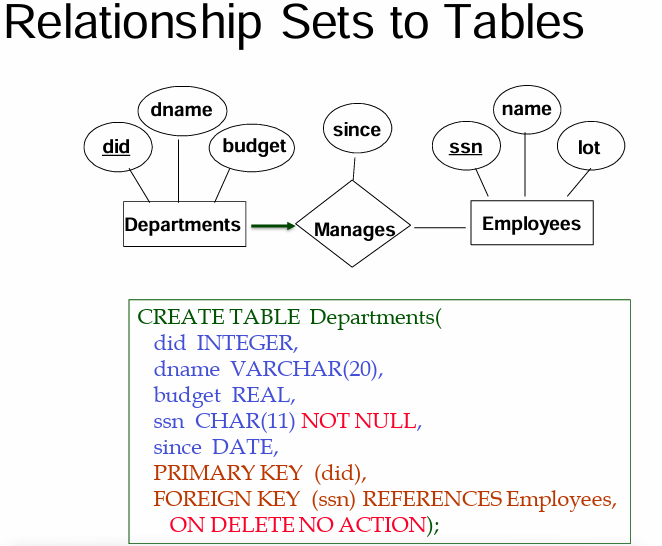 Relationship Sets to Tables
dname
since
name
did
budget
ssn
lot
Departments
Manages
Employees
CREATE TABLE Departments(
did INTEGER,
dname VARCHAR(20),
budget REAL,
ssn CHAR(11) NOT NULL,
since DATE,
PRIMARY KEY (did),
FOREIGN KEY (ssn) REFERENCES Employees,
ON DELETE NO ACTION);